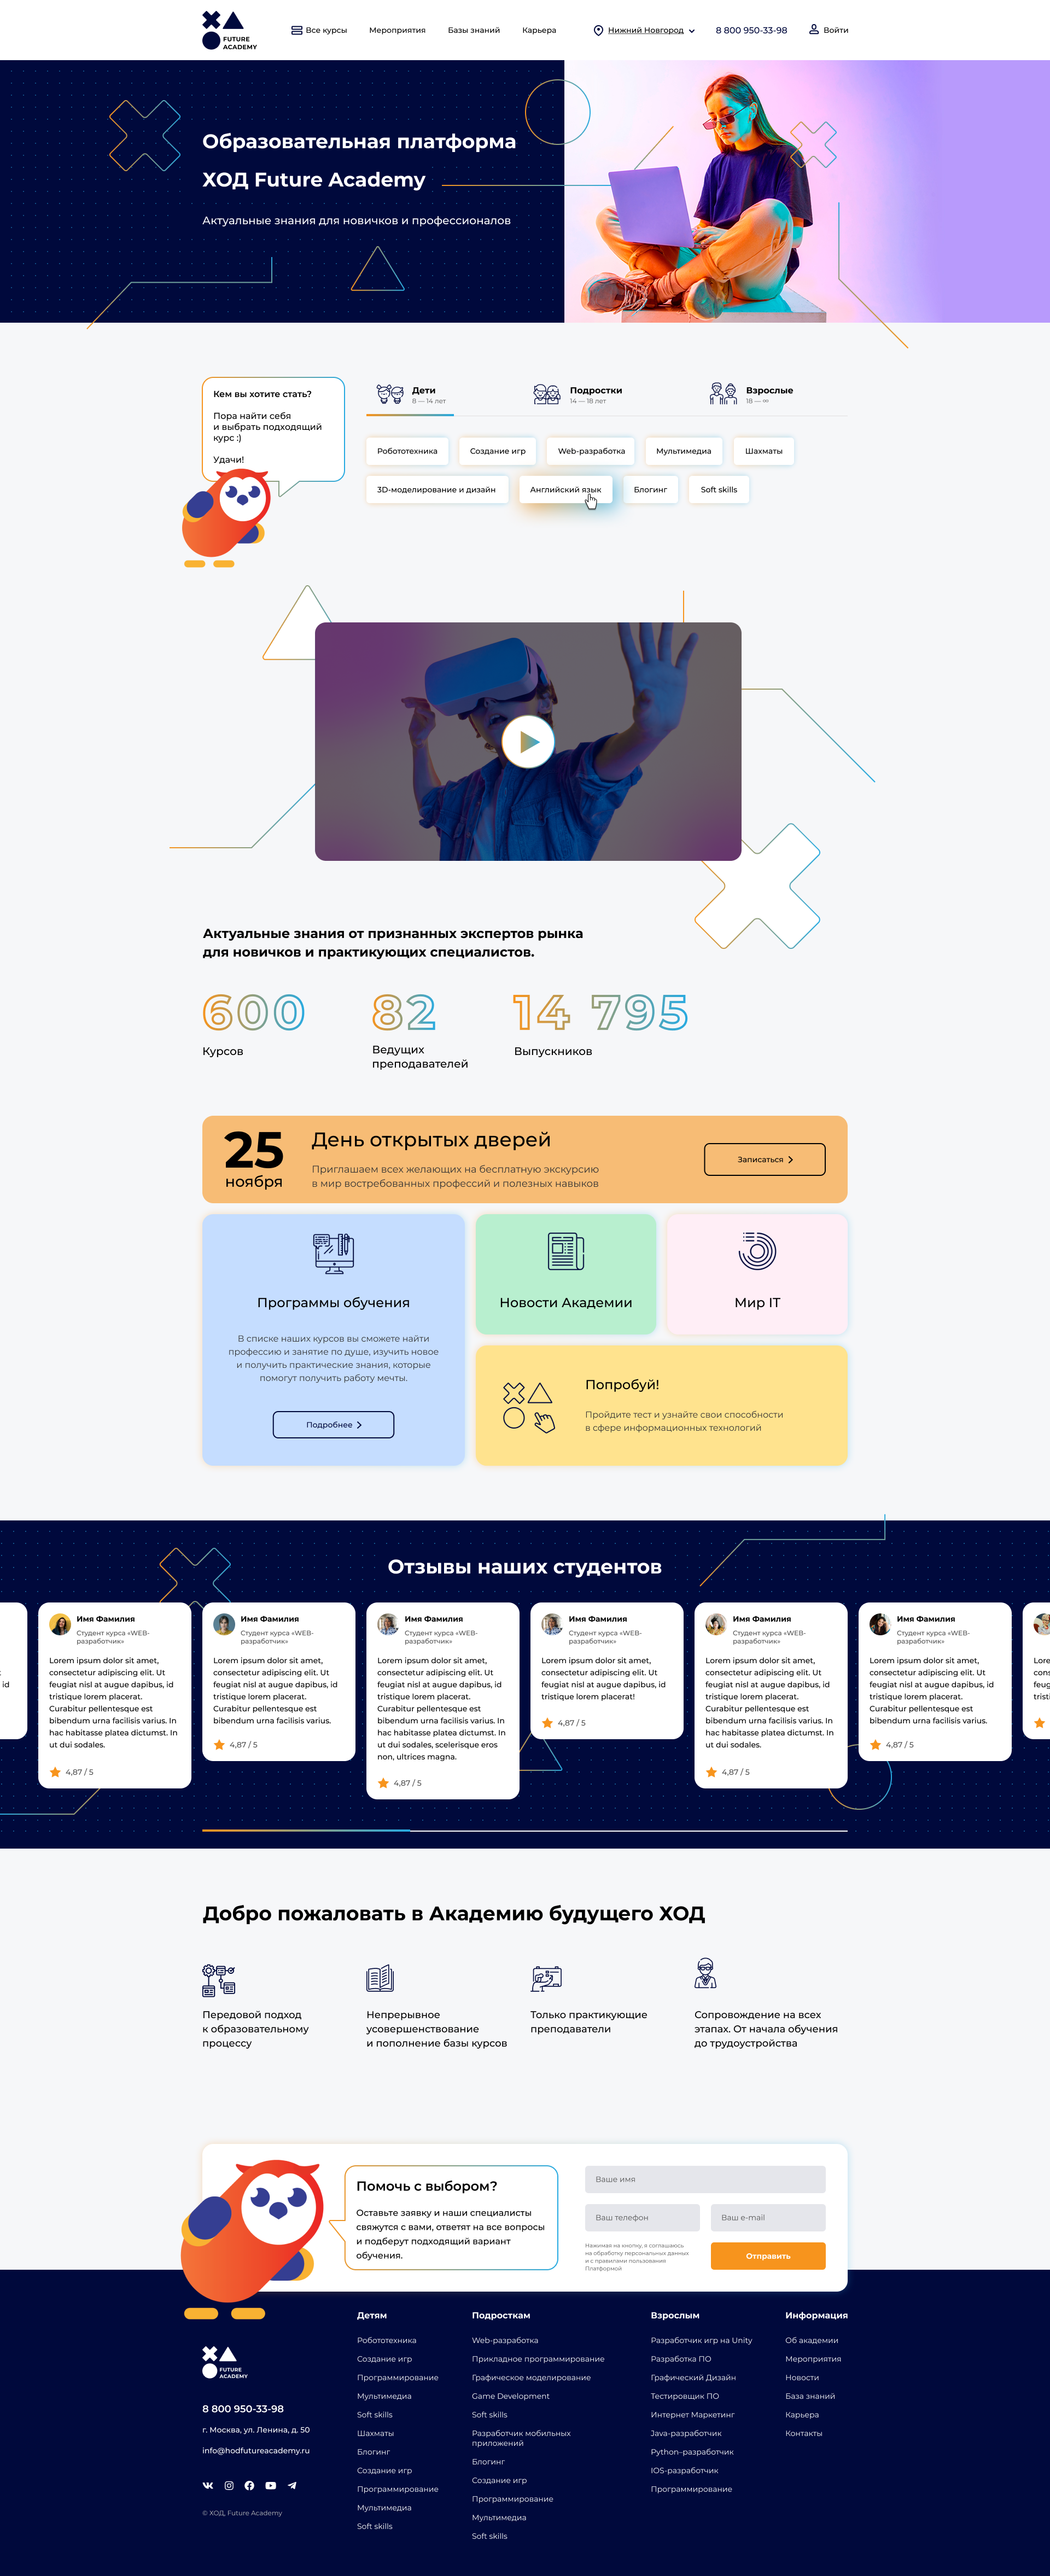 FUTURE
ACADEMY
Все курсы
Мероприятия
Базы знаний
Карьера
Нижний Новгород
8 800 950-33-98
Войти
Образовательная платформа
ХОД Future Academy
Актуальные знания для новичков и профессионалов
Кем вы хотите стать?
Пора найти себя
и выбрать подходящий
курс :)
Удачи!
Дети
8 — 14 лет
Подростки
14 — 18 лет
Взрослые
18 — ∞
Робототехника
Создание игр
Web-разработка
Мультимедиа
Шахматы
3D-моделирование и дизайн
Английский язык
Блогинг
Soft skills
Актуальные знания от признанных экспертов рынка
для новичков и практикующих специалистов.
600
82
14 795
Курсов
Ведущих
преподавателей
Выпускников
25
ноября
День открытых дверей
Приглашаем всех желающих на бесплатную экскурсию
в мир востребованных профессий и полезных навыков
Записаться
Программы обучения
В списке наших курсов вы сможете найти
профессию и занятие по душе, изучить новое
и получить практические знания, которые
помогут получить работу мечты.
Подробнее
Новости Академии
Мир IT
Попробуй!
Пройдите тест и узнайте свои способности
в сфере информационных технологий
Отзывы наших студентов
id
Имя Фамилия
Студент курса «WEB-
разработчик»
Lorem ipsum dolor sit amet,
consectetur adipiscing elit. Ut
feugiat nisl at augue dapibus, id
tristique lorem placerat.
Curabitur pellentesque est
bibendum urna facilisis varius. In
hac habitasse platea dictumst. In
ut dui sodales.
4,87 / 5
Имя Фамилия
Студент курса «WEB-
разработчик»
Lorem ipsum dolor sit amet,
consectetur adipiscing elit. Ut
feugiat nisl at augue dapibus, id
tristique lorem placerat.
Curabitur pellentesque est
bibendum urna facilisis varius.
4,87 / 5
Имя Фамилия
Студент курса «WEB-
разработчик»
Lorem ipsum dolor sit amet,
consectetur adipiscing elit. Ut
feugiat nisl at augue dapibus, id
tristique lorem placerat.
Curabitur pellentesque est
bibendum urna facilisis varius. In
hac habitasse platea dictumst. In
ut dui sodales, scelerisque eros
non, ultrices magna.
4,87 / 5
Имя Фамилия
Студент курса «WEB-
разработчик»
Lorem ipsum dolor sit amet,
consectetur adipiscing elit. Ut
feugiat nisl at augue dapibus, id
tristique lorem placerat!
4,87 / 5
Имя Фамилия
Студент курса «WEB-
разработчик»
Lorem ipsum dolor sit amet,
consectetur adipiscing elit. Ut
feugiat nisl at augue dapibus, id
tristique lorem placerat.
Curabitur pellentesque est
bibendum urna facilisis varius. In
hac habitasse platea dictumst. In
ut dui sodales.
4,87 / 5
Имя Фамилия
Студент курса «WEB-
разработчик»
Lorem ipsum dolor sit amet,
consectetur adipiscing elit. Ut
feugiat nisl at augue dapibus, id
tristique lorem placerat.
Curabitur pellentesque est
bibendum urna facilisis varius.
4,87 / 5
Добро пожаловать в Академию будущего ХОД
Передовой подход
к образовательному
процессу
Непрерывное
усовершенствование
и пополнение базы курсов
Только практикующие
преподаватели
Сопровождение на всех
этапах. От начала обучения
до трудоустройства
Помочь с выбором?
Оставьте заявку и наши специалисты
свяжутся с вами, ответят на все вопросы
и подберут подходящий вариант
обучения.
Ваше имя
Ваш телефон
Ваш e-mail
Нажимая на кнопку, я соглашаюсь
на обработку персональных данных
и с правилами пользования
Платформой
Отправить
FUTURE
ACADEMY
8 800 950-33-98
г. Москва, ул. Ленина, д. 50
info@hodfutureacademy.ru
© ХОД, Future Academy
Детям
Робототехника
Создание игр
Программирование
Мультимедиа
Soft skills
Шахматы
Блогинг
Создание игр
Программирование
Мультимедиа
Soft skills
Подросткам
Web-разработка
Прикладное программирование
Графическое моделирование
Game Development
Soft skills
Разработчик мобильных
приложений
Блогинг
Создание игр
Программирование
Мультимедиа
Soft skills
Взрослым
Разработчик игр на Unity
Разработка ПО
Графический Дизайн
Тестировщик ПО
Интернет Маркетинг
Java-разработчик
Python-разработчик
IOS-разработчик
Программирование
Информация
Об академии
Мероприятия
Новости
База знаний
Карьера
Контакты